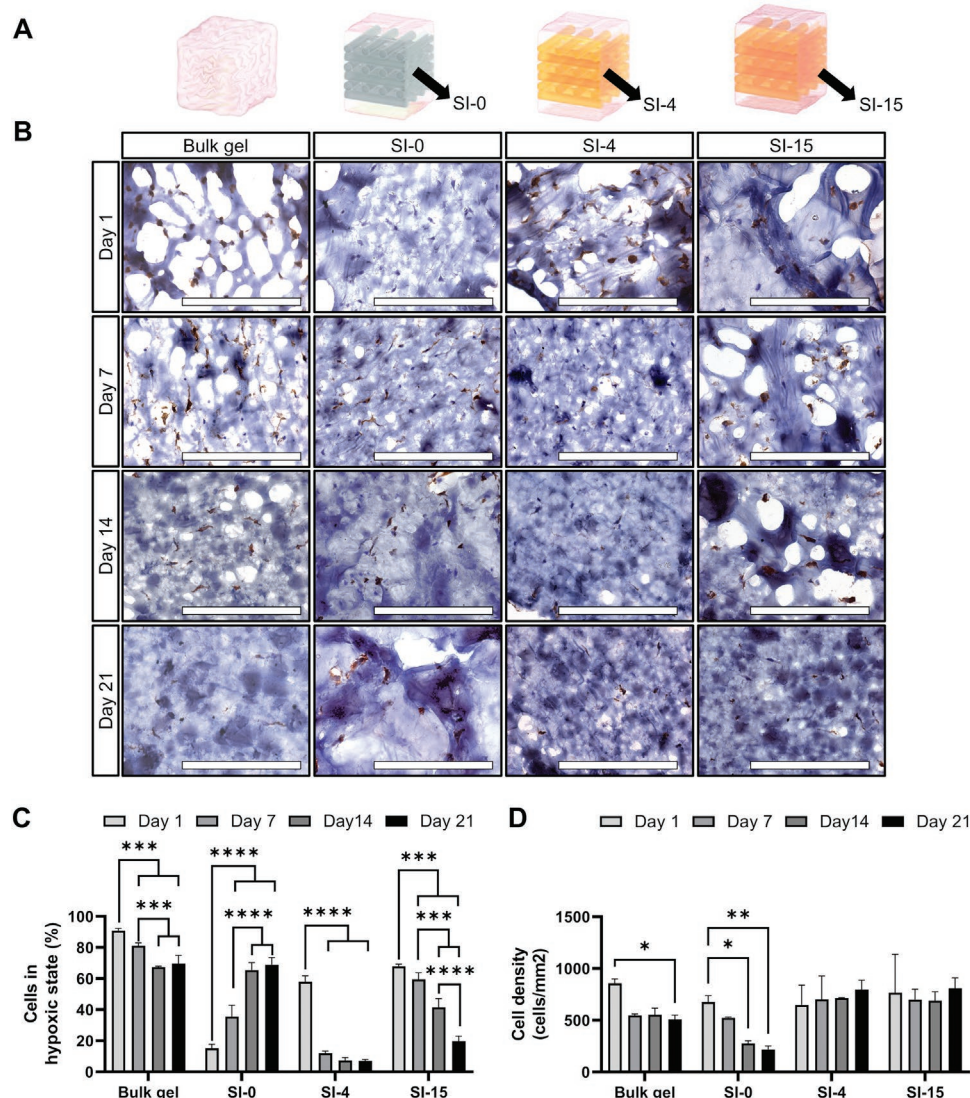 A
SI-0
SI-4
SI-15
B
Bulk gel
SI-0
SI-4
SI-15
Day 1
Day 7
Day 14
Day 21
C
Day 1
Day 7
Day14
Day 21
***
****
***
***
****
****
***
****
Cells in
hypoxic state (%)
100
80
60
40
20
0
Bulk gel
SI-0
SI-4
SI-15
D
Day 1
Day 7
Day14
Day 21
**
*
*
Cell density
(cells/mm2)
1500
1000
500
0
Bulk gel
SI-0
SI-4
SI-15